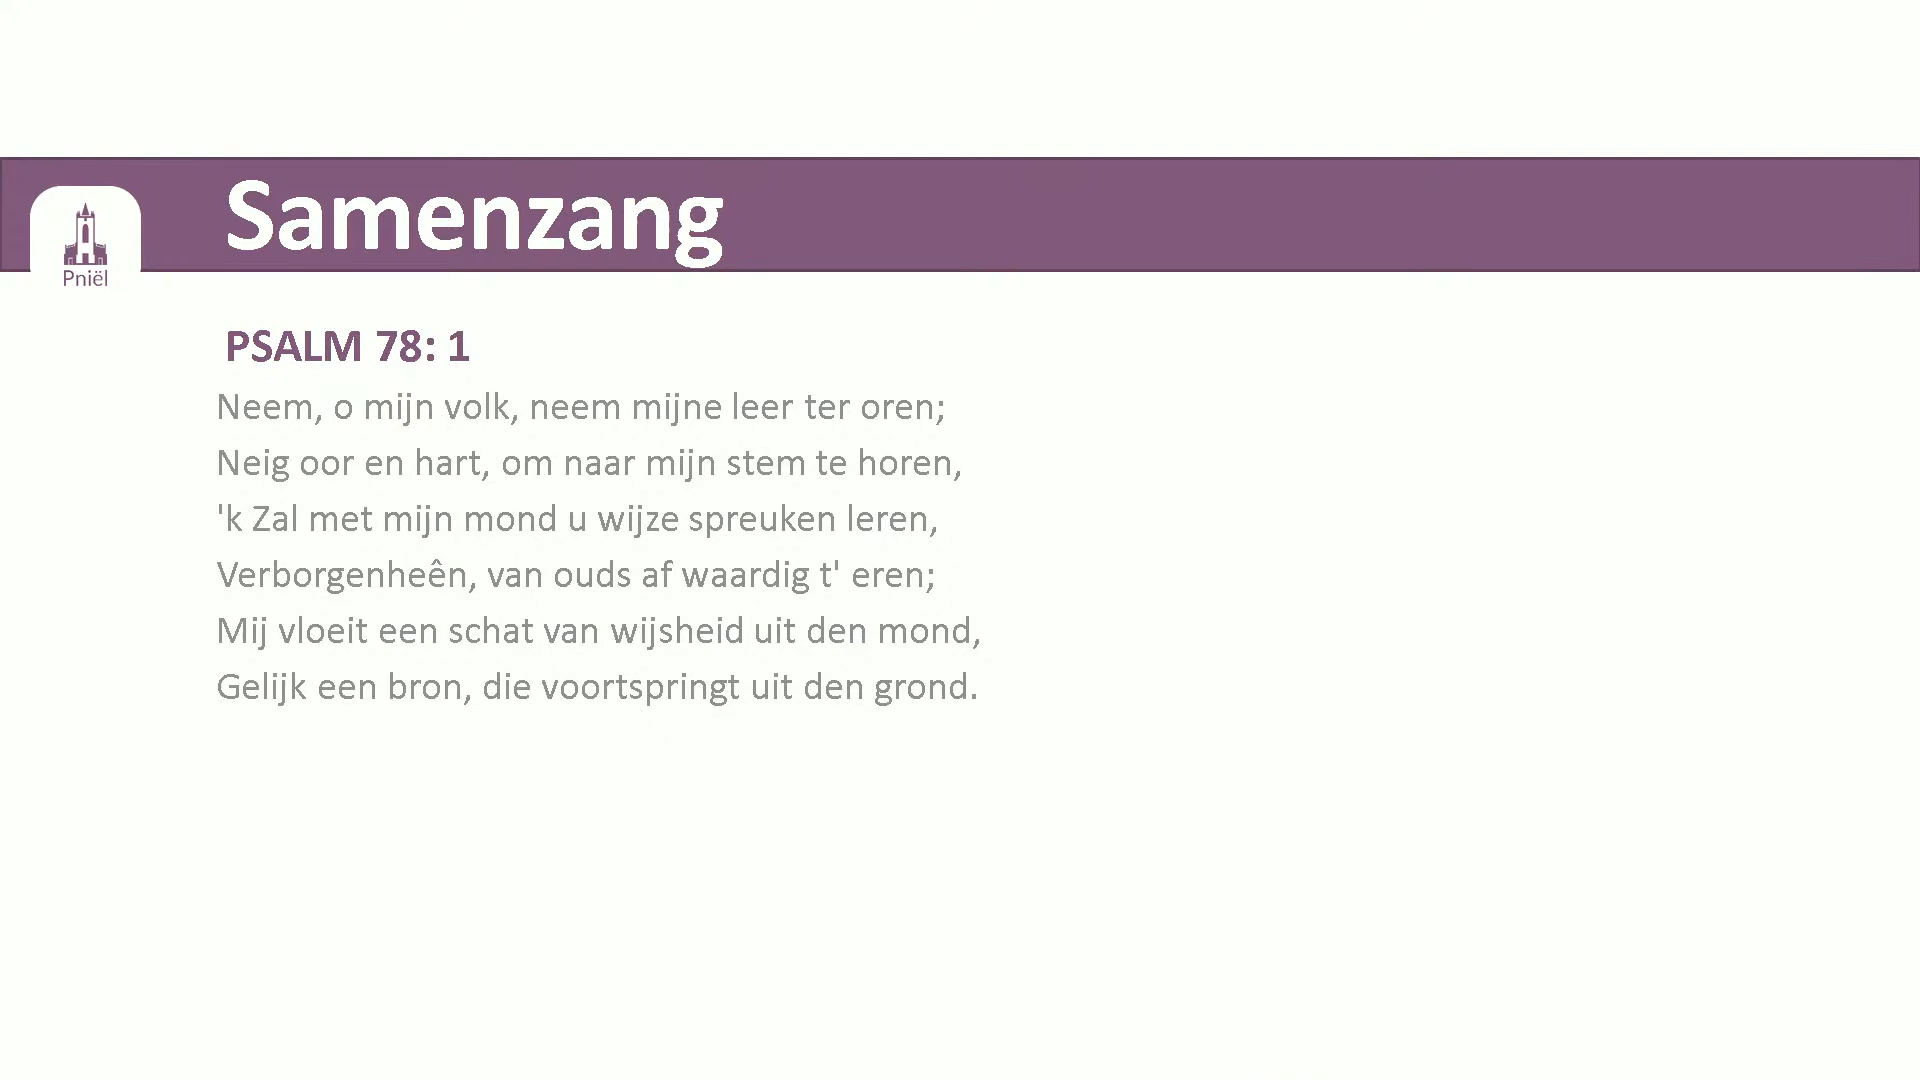 Samenzang
Pniël
PSALM 78: 1
Neem, o mijn volk, neem mijne leer ter oren;
Neig oor en hart, om naar mijn stem te horen,
'k Zal met mijn mond u wijze spreuken leren,
Verborgenheên, van ouds af waardig t' eren;
Mij vloeit een schat van wijsheid uit den mond,
Gelijk een bron, die voortspringt uit den grond.